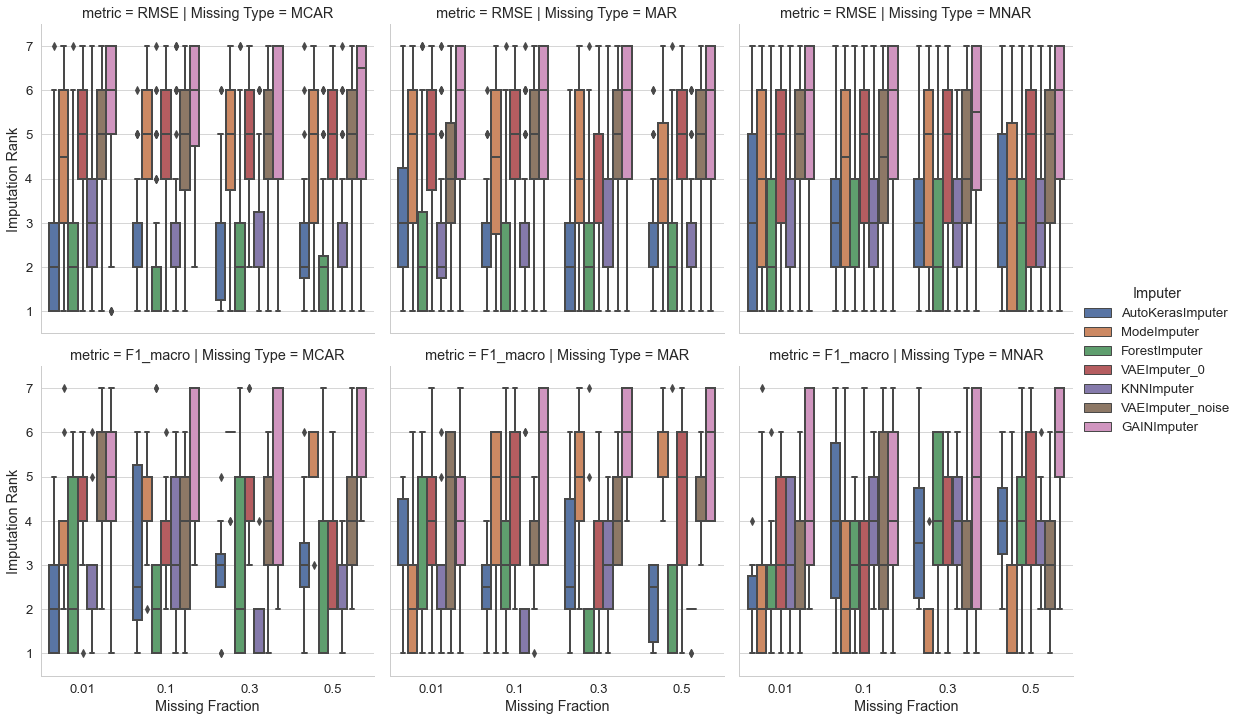 metric = RMSE | Missing Type = MCAR
metric = RMSE | Missing Type = MAR
metric = RMSE | Missing Type = MNAR
7
6
5
4
3
2
1
Imputation Rank
metric = F1_macro | Missing Type = MCAR
metric = F1_macro | Missing Type = MAR
metric = F1_macro | Missing Type = MNAR
7
6
5
4
3
2
1
Imputation Rank
0.01 0.1 0.3 0.5
Missing Fraction
0.01 0.1 0.3 0.5
Missing Fraction
0.01 0.1 0.3 0.5
Missing Fraction
Imputer
AutoKerasImputer
ModeImputer
ForestImputer
VAEImputer_0
KNNImputer
VAEImputer_noise
GAINImputer